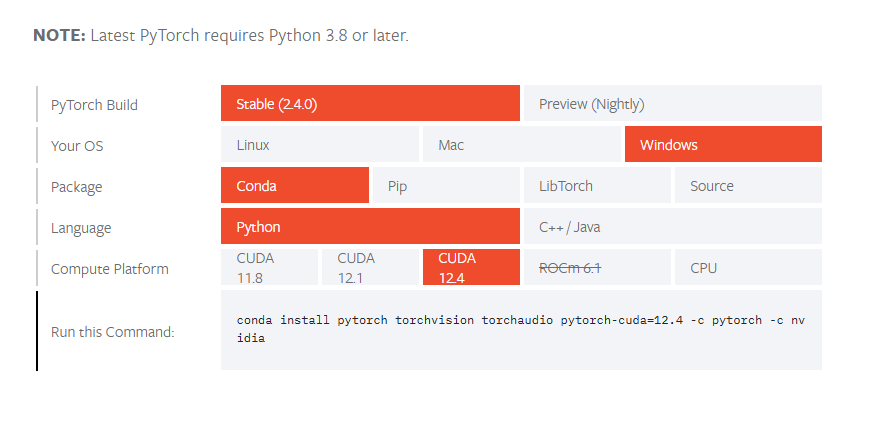 NOTE: Latest PyTorch requires Python 3.8 or later.
PyTorch Build
Stable (2.4.0)
Preview (Nightly)
Your OS
Linux
Mac
Windows
Package
Conda
Pip
LibTorch
Source
Language
Python
C++ / Java
Compute Platform
CUDA
11.8
CUDA
12.1
CUDA
12.4
ROCm 6.1
CPU
Run this Command:
conda install pytorch torchvision torchaudio pytorch-cuda=12.4 -c pytorch -c nv
idia